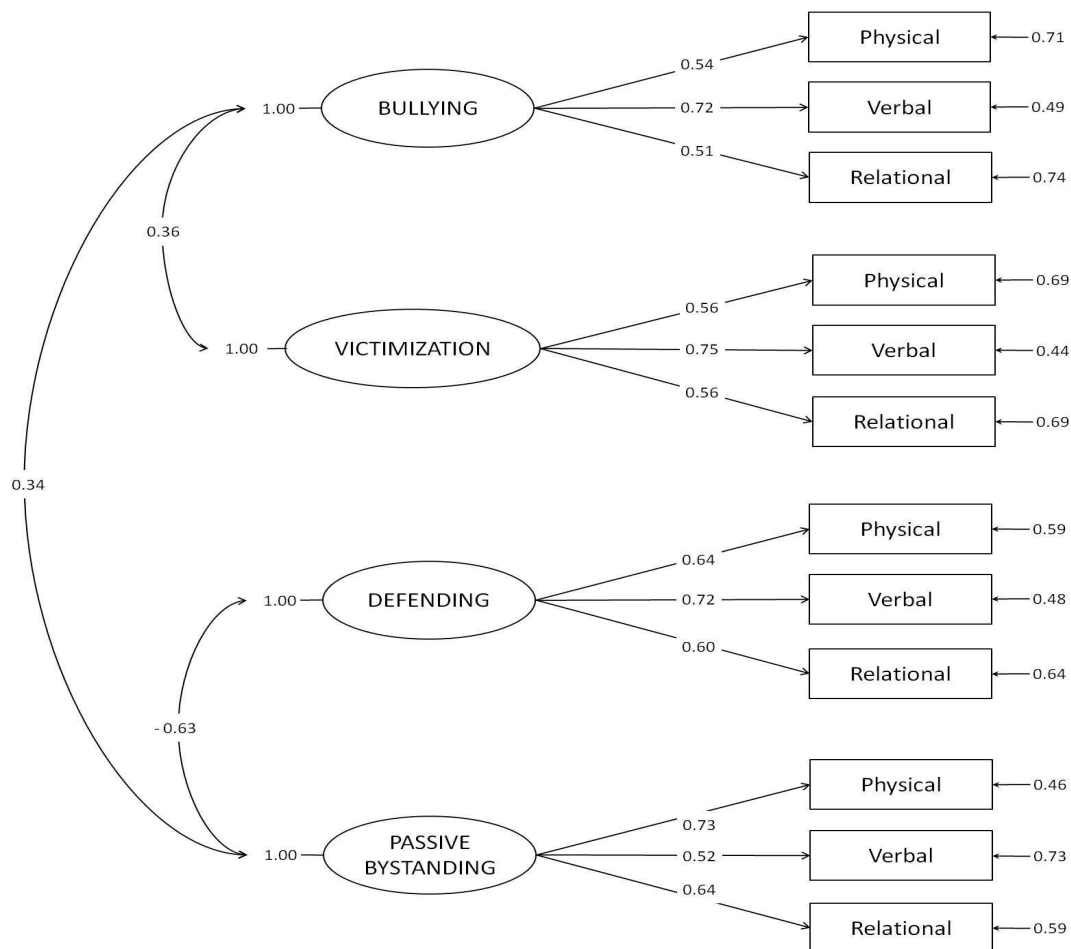 Physical
0.71
0.54
1.00
BULLYING
0.72
Verbal
0.49
0.51
Relational
0.74
0.36
Physical
0.69
0.56
1.00
VICTIMIZATION
0.75
Verbal
0.44
0.56
Relational
0.69
0.34
Physical
0.59
0.64
1.00
DEFENDING
0.72
Verbal
0.48
0.60
Relational
0.64
- 0.63
Physical
0.46
0.73
1.00
PASSIVE
BYSTANDING
0.52
Verbal
0.73
0.64
Relational
0.59